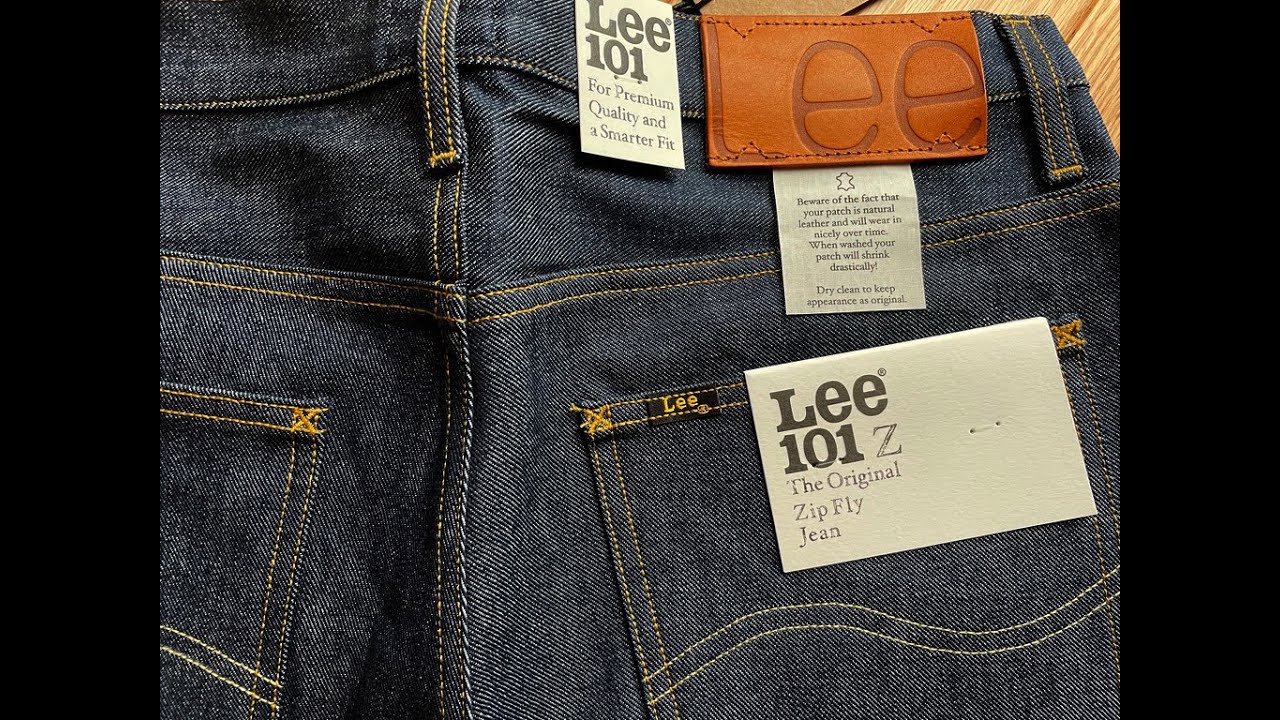 Lee®
101
For Premium
Quality and
a Smarter Fit
Lee
Beware of the fact that
your patch is natural
leather and will wear in
nicely over time.
When washed your
patch will shrink
drastically!
Dry clean to keep
appearance as original.
Lee®
Lee®
101 Z
The Original
Zip Fly
Jean